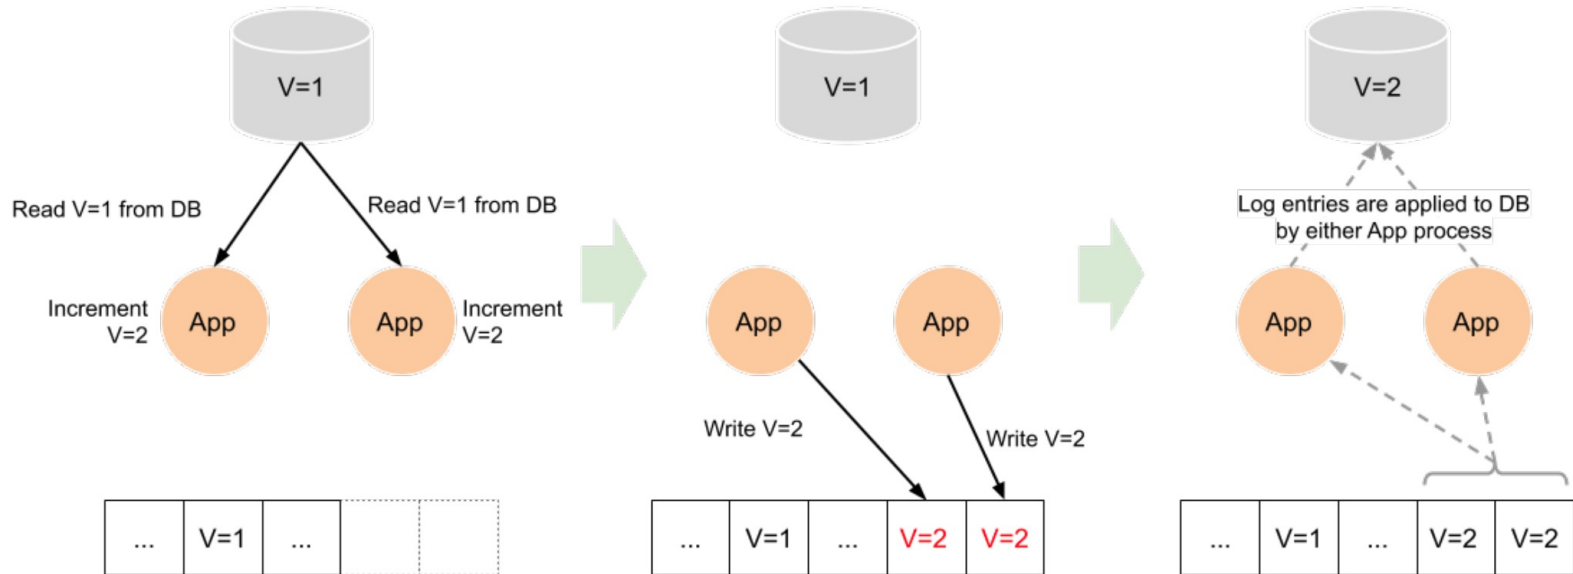 V=1
Read V=1 from DB
Read V=1 from DB
Increment
V=2
App
App
Increment
V=2
...
V=1
...
V=1
App
App
Write V=2
Write V=2
...
V=1
...
V=2
V=2
V=2
Log entries are applied to DB
by either App process
App
App
...
V=1
...
V=2
V=2